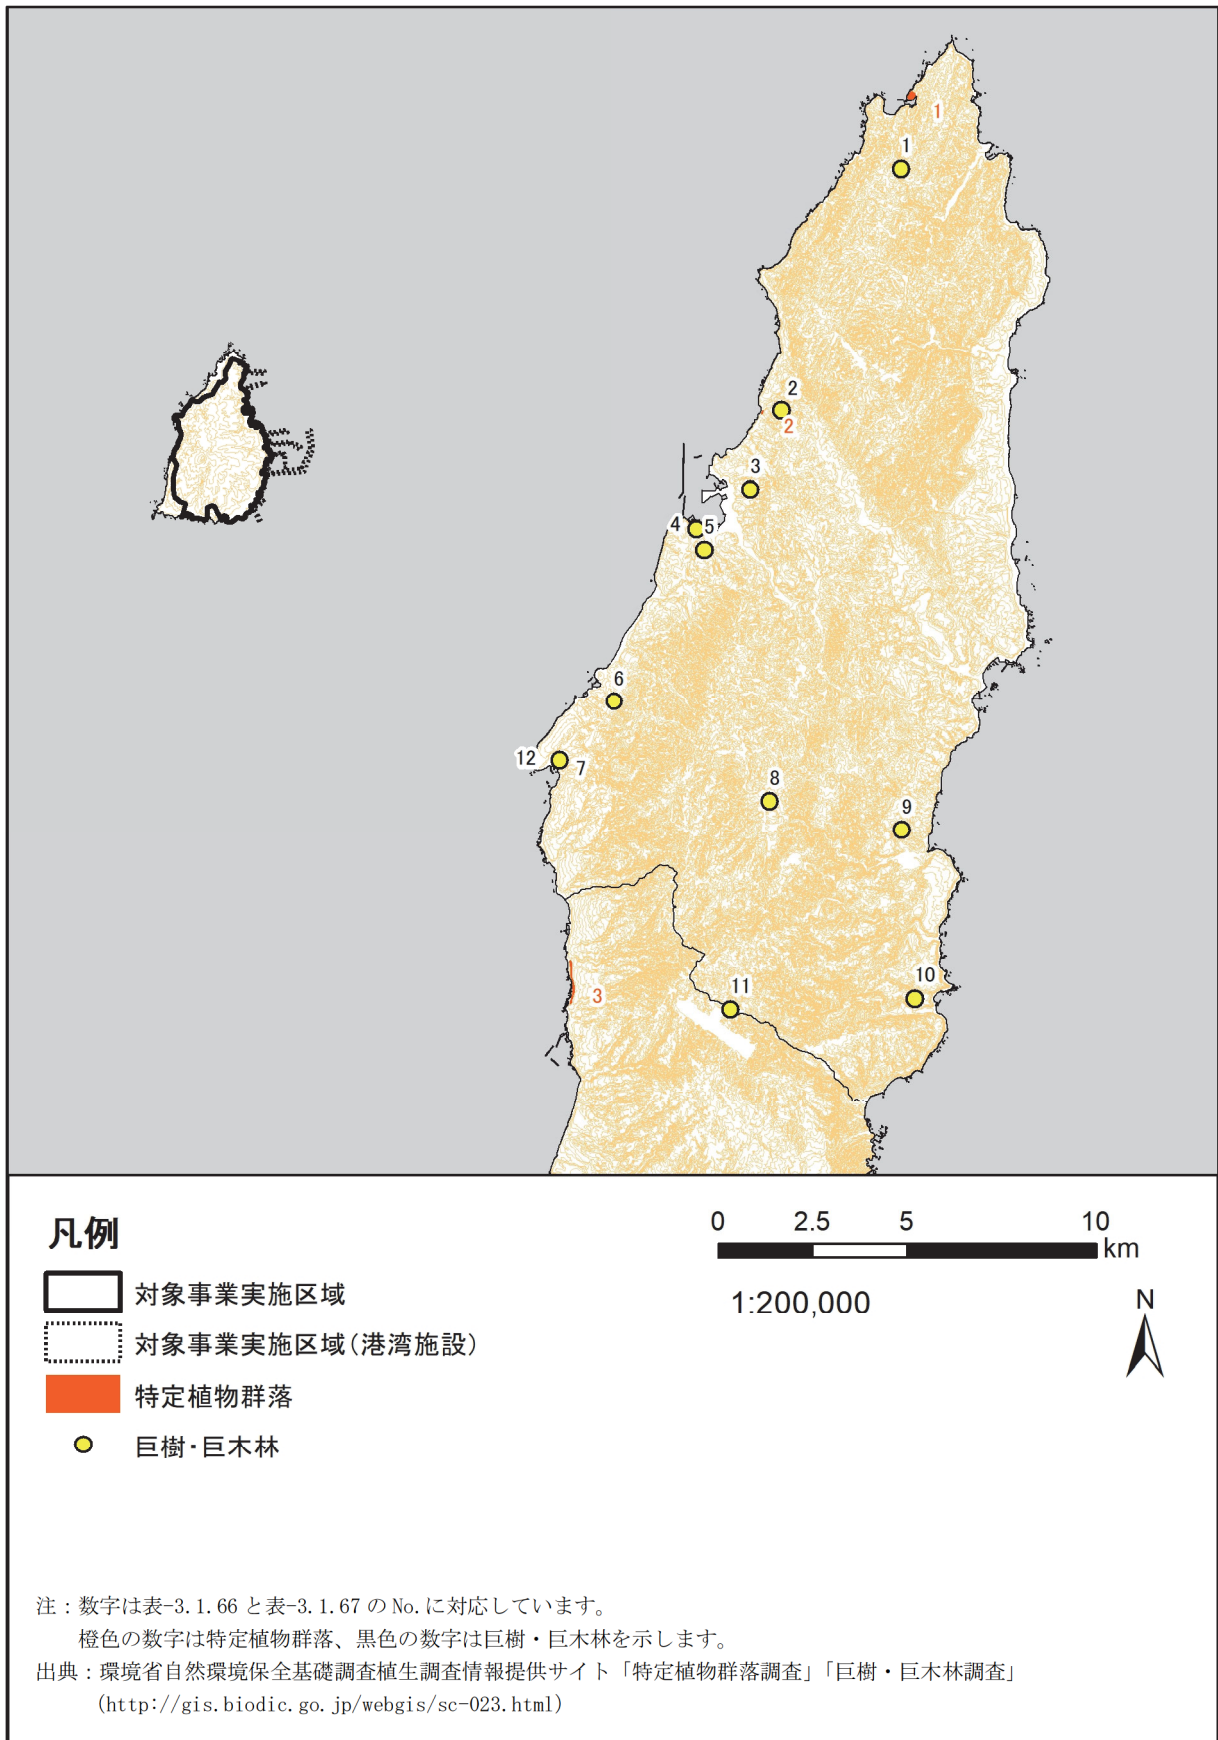 1
1
2
2
3
4
5
6
12
7
8
9
10
11
3
凡例
対象事業実施区域
対象事業実施区域(港湾施設)
特定植物群落
巨樹・巨木林
0 2.5 5 10
km
1:200,000
N
注：数字は表-3.1.66 と表-3.1.67 の No.に対応しています。
橙色の数字は特定植物群落、黒色の数字は巨樹・巨木林を示します。
出典：環境省自然環境保全基礎調査植生調査情報提供サイト「特定植物群落調査」「巨樹・巨木林調査」
(http://gis.biodic.go.jp/webgis/sc-023.html)